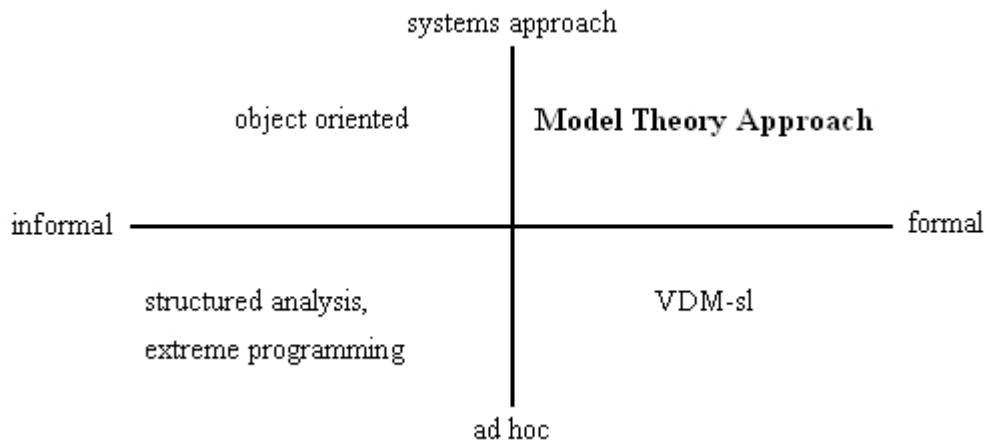 systems approach
object oriented
Model Theory Approach
informal
formal
structured analysis,
extreme programming
VDM-sl
ad hoc